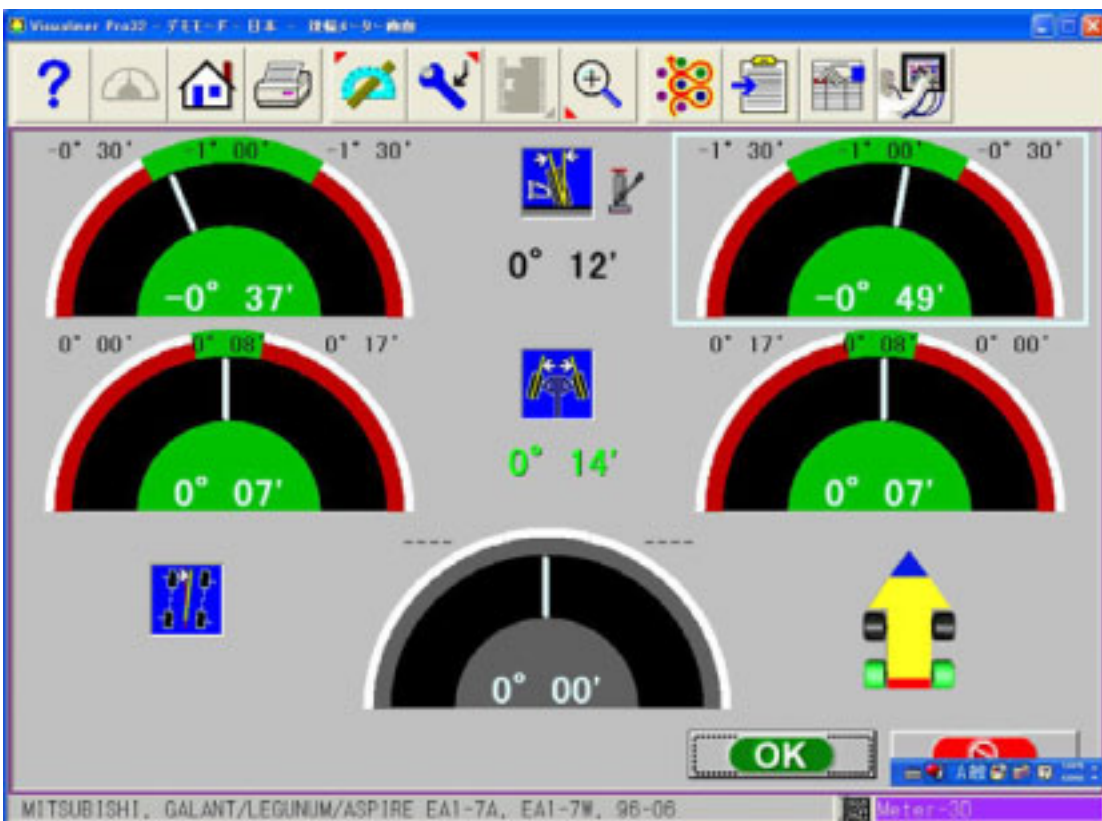 Visualiner Pro32 - デモモード - 日本 - 後輪メーター画面
-0° 30' -1° 00' -1° 30'
-1° 30' -1° 00' -0° 30'
0° 12'
-0° 37'
-0° 49'
0° 00' 0° 08' 0° 17'
0° 17' 0° 08' 0° 00'
0° 14'
0° 07'
0° 07'
---- ----
0° 00'
OK
MITSUBISHI, GALANT/LEGUNUM/ASPIRE EA1-7A, EA1-7W, 96-06
Meter-3D